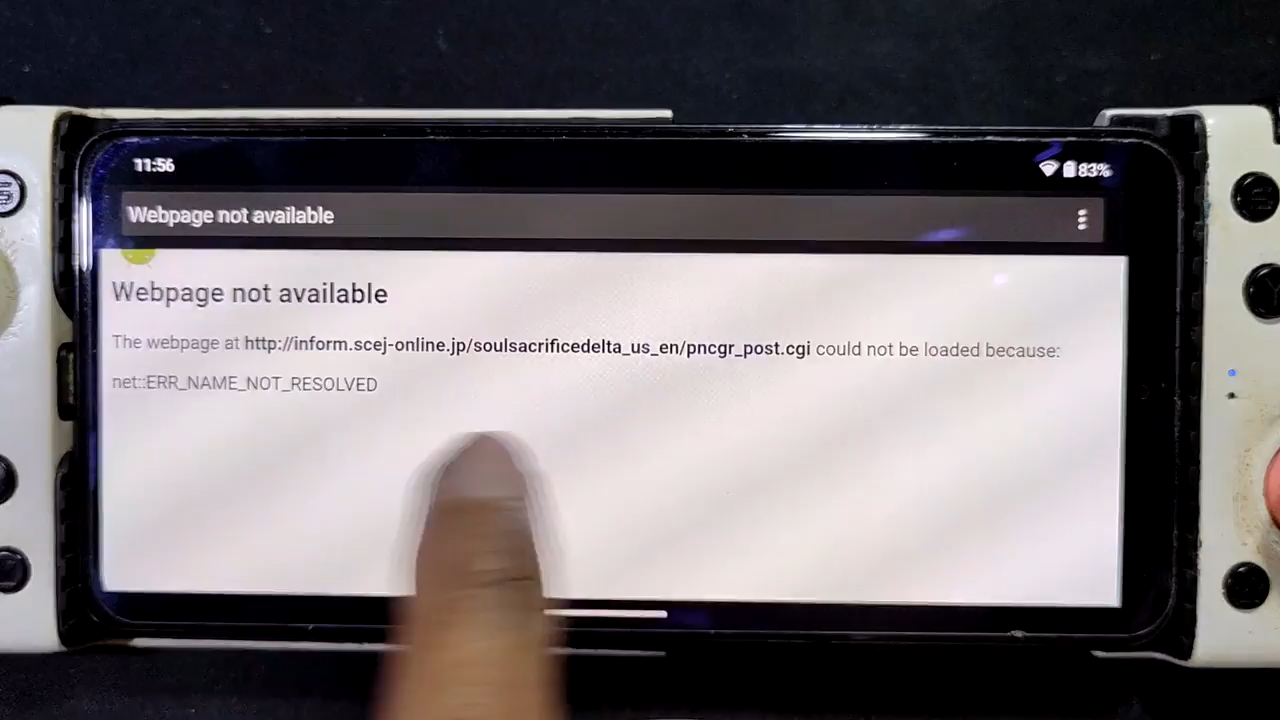 11:56
83%
Webpage not available
Webpage not available
The webpage at http://inform.scej-online.jp/soulsacrificedelta_us_en/pncgr_post.cgi could not be loaded because:
net::ERR_NAME_NOT_RESOLVED